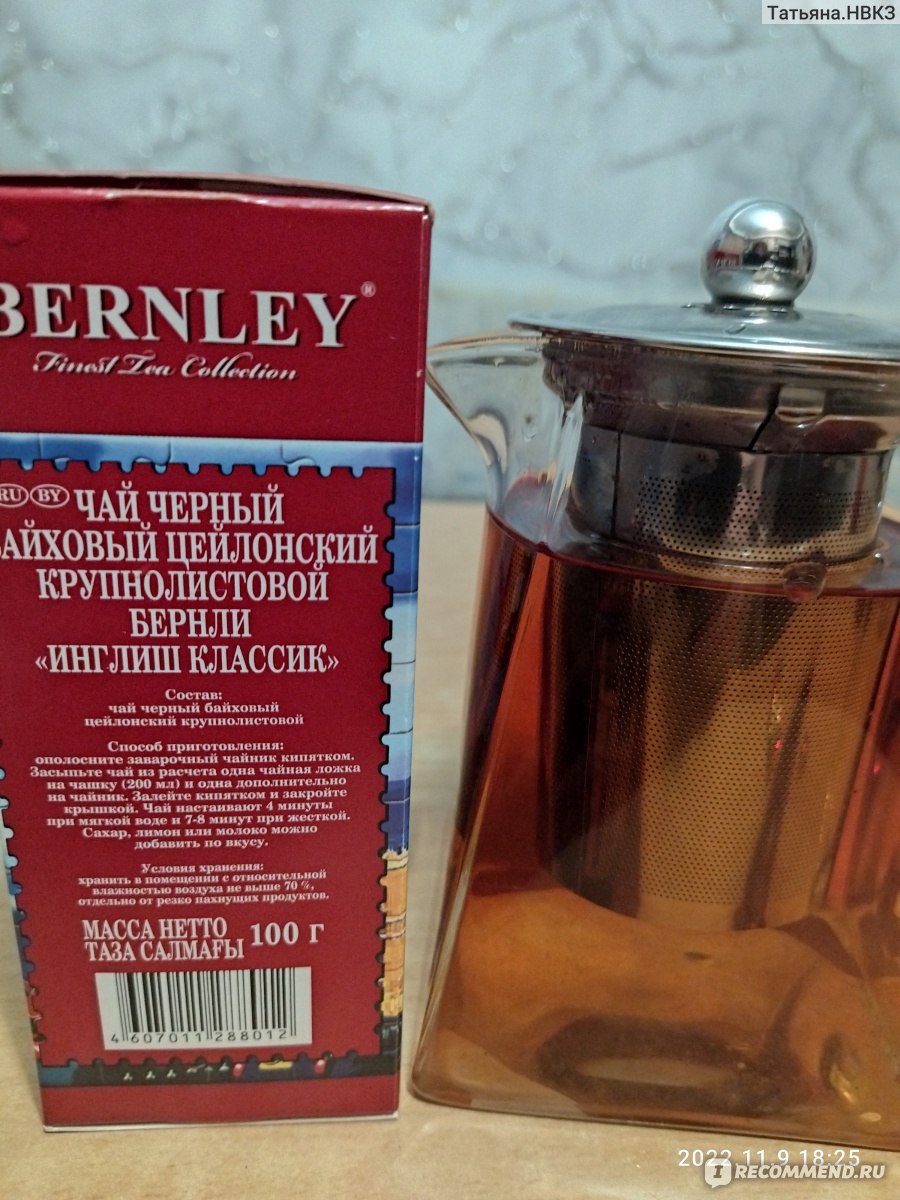 Татьяна.НВКЗ
BERNLEY®
Finest Tea Collection
RU BY ЧАЙ ЧЕРНЫЙ
БАЙХОВЫЙ ЦЕЙЛОНСКИЙ
КРУПНОЛИСТОВОЙ
БЕРНЛИ
«ИНГЛИШ КЛАССИК»
Состав:
чай черный байховый
цейлонский крупнолистовой
Способ приготовления:
ополосните заварочный чайник кипятком.
Засыпьте чай из расчета одна чайная ложка
на чашку (200 мл) и одна дополнительно
на чайник. Залейте кипятком и закройте
крышкой. Чай настаивают 4 минуты
при мягкой воде и 7-8 минут при жесткой.
Сахар, лимон или молоко можно
добавить по вкусу.
Условия хранения:
хранить в помещении с относительной
влажностью воздуха не выше 70 %,
отдельно от резко пахнущих продуктов.
МАССА НЕТТО
ТАЗА САЛМАҒЫ 100 г
4 607011 288012
2023 11 9 18:25
I RECOMMEND.RU